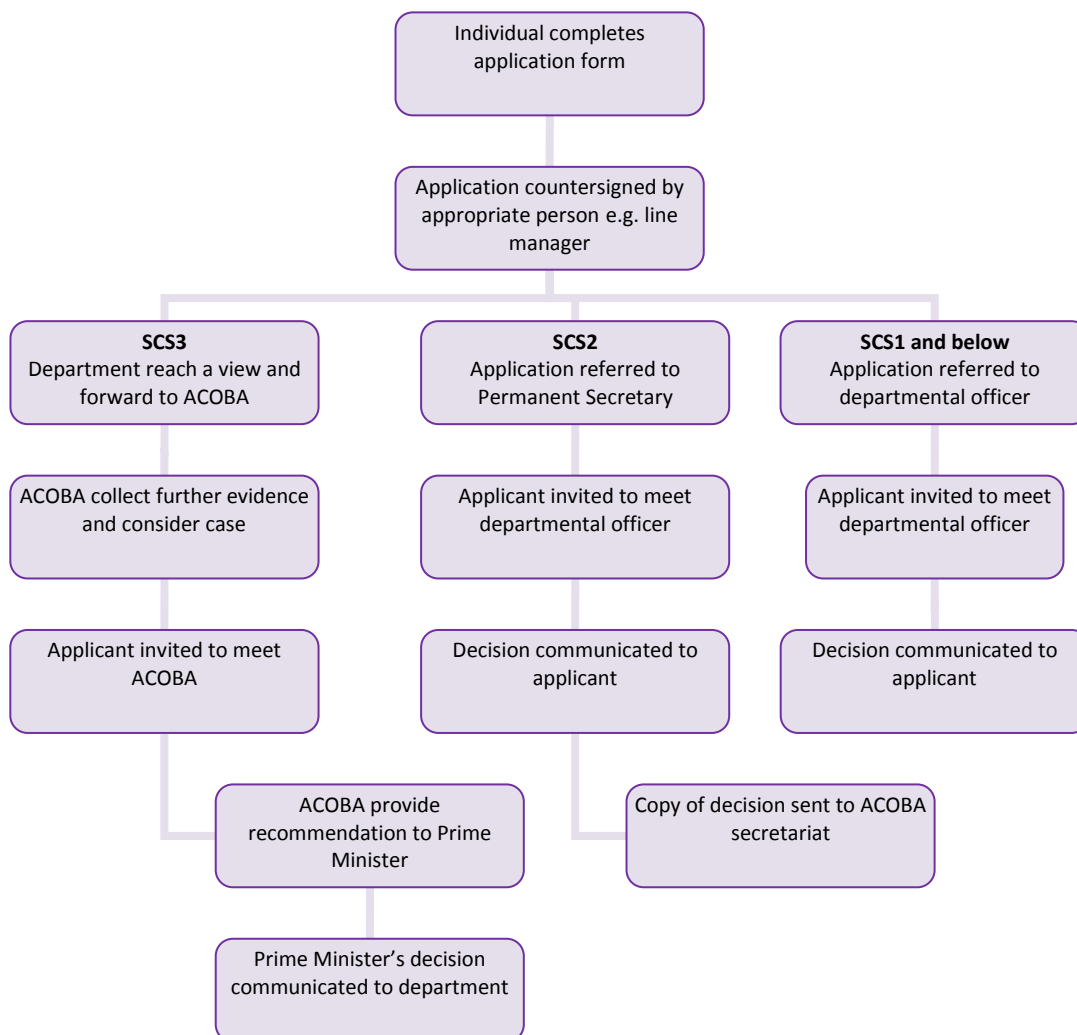 Individual completes
application form
Application countersigned by
appropriate person e.g. line
manager
SCS3
Department reach a view and
forward to ACOBA
SCS2
Application referred to
Permanent Secretary
SCS1 and below
Application referred to
departmental officer
ACOBA collect further evidence
and consider case
Applicant invited to meet
departmental officer
Applicant invited to meet
departmental officer
Applicant invited to meet
ACOBA
Decision communicated to
applicant
Decision communicated to
applicant
ACOBA provide
recommendation to Prime
Minister
Copy of decision sent to ACOBA
secretariat
Prime Minister’s decision
communicated to department